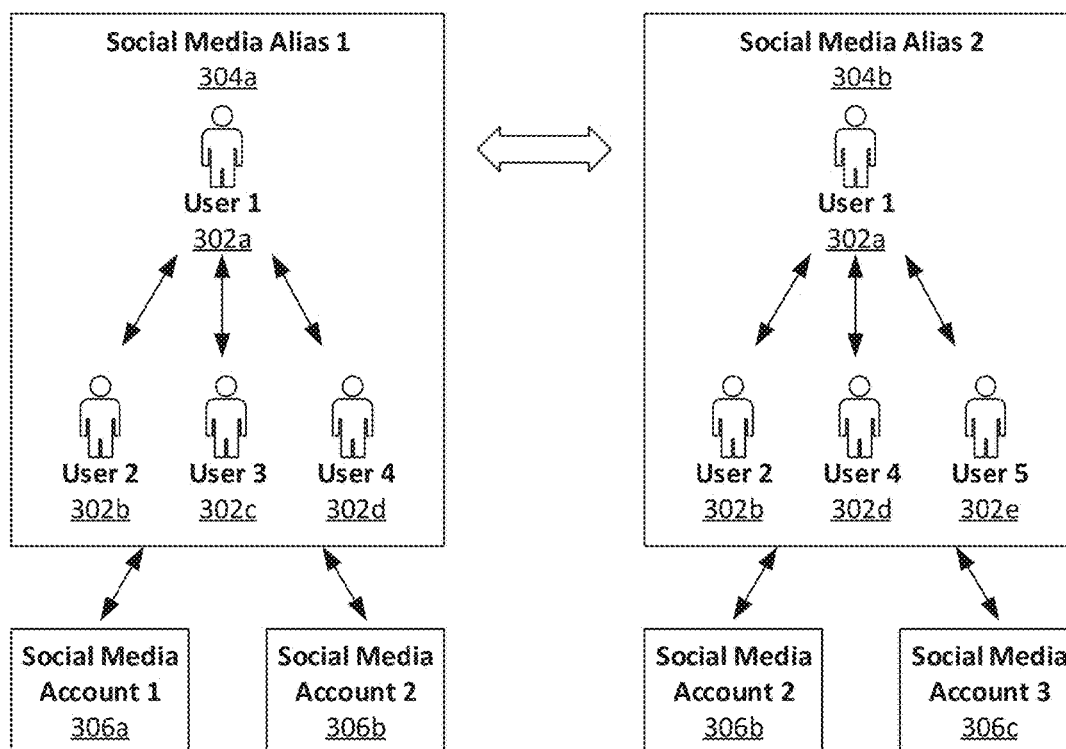 Social Media Alias 1
304a
User 1
302a
User 2
302b
User 3
302c
User 4
302d
Social Media Alias 2
304b
User 1
302a
User 2
302b
User 4
302d
User 5
302e
Social Media
Account 1
306a
Social Media
Account 2
306b
Social Media
Account 2
306b
Social Media
Account 3
306c